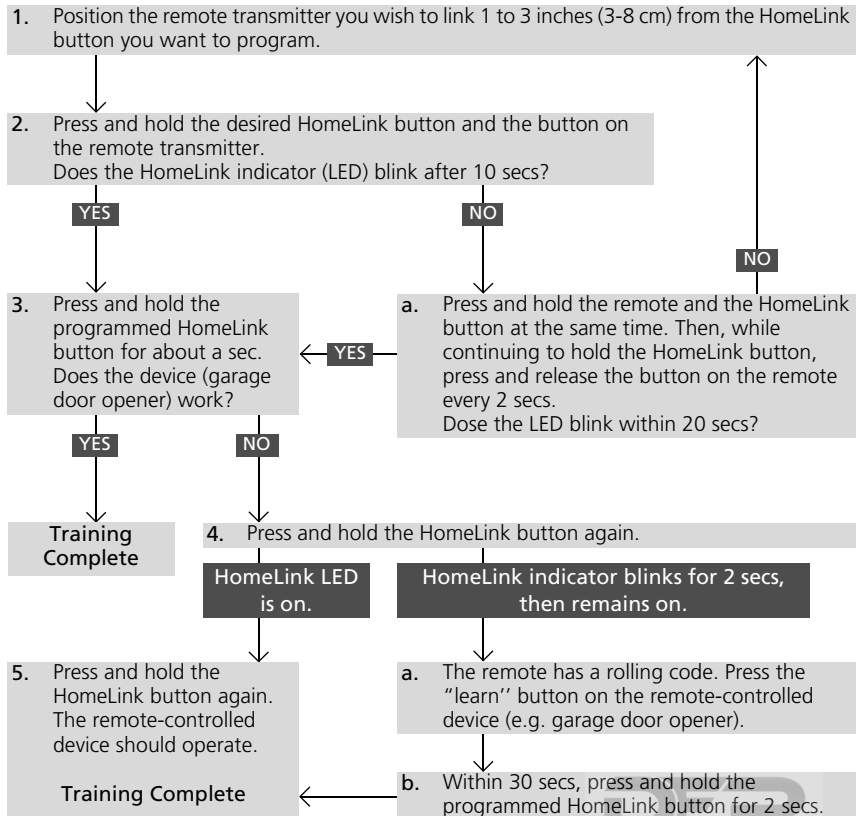 1. Position the remote transmitter you wish to link 1 to 3 inches (3-8 cm) from the HomeLink
button you want to program.
2. Press and hold the desired HomeLink button and the button on
the remote transmitter.
Does the HomeLink indicator (LED) blink after 10 secs?
YES
NO
NO
3. Press and hold the
programmed HomeLink
button for about a sec.
Does the device (garage
door opener) work?
YES
a. Press and hold the remote and the HomeLink
button at the same time. Then, while
continuing to hold the HomeLink button,
press and release the button on the remote
every 2 secs.
Dose the LED blink within 20 secs?
YES
NO
Training
Complete
4. Press and hold the HomeLink button again.
HomeLink LED
is on.
HomeLink indicator blinks for 2 secs,
then remains on.
5. Press and hold the
HomeLink button again.
The remote-controlled
device should operate.
Training Complete
a. The remote has a rolling code. Press the
“learn’’ button on the remote-controlled
device (e.g. garage door opener).
b. Within 30 secs, press and hold the
programmed HomeLink button for 2 secs.